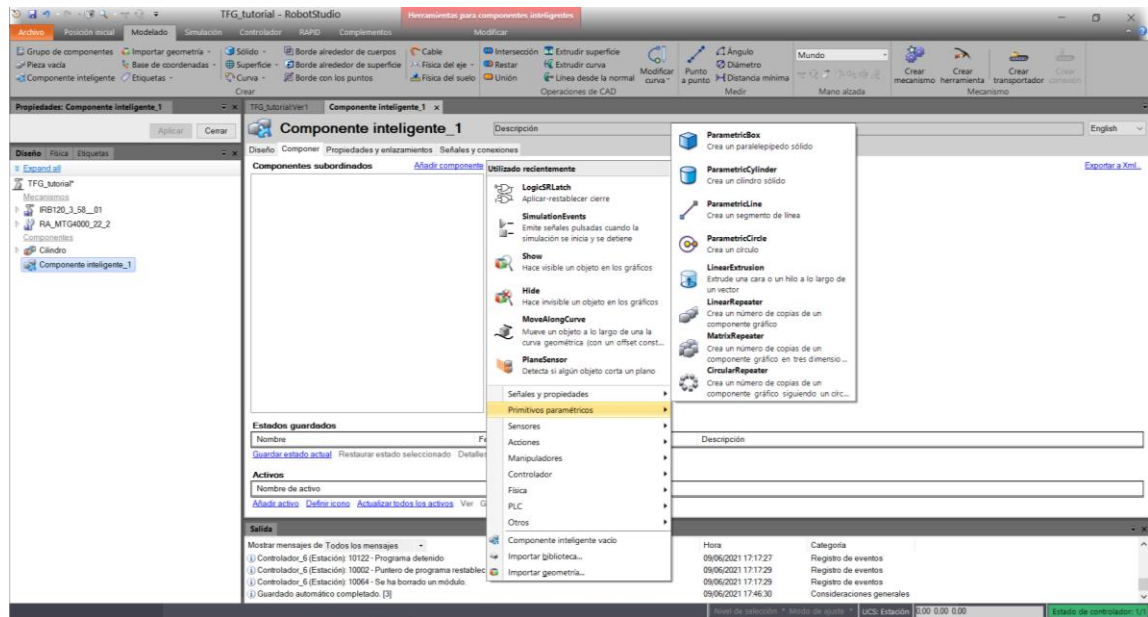 TFG_tutorial - RobotStudio
Herramientas para componentes inteligentes
Archivo Posición inicial Modelado Simulación Controlador RAPID Complementos Modificar
Grupo de componentes Importar geometría Sólido Borde alrededor de cuerpos Cable Intersección Extrudir superficie Ángulo Mundo
Pieza vacía Base de coordenadas Superficie Borde alrededor de superficie Física del eje Restar Extrudir curva Modificar curva Punto a punto Diámetro Crear mecanismo Crear herramienta Crear transportador Crear conexión
Componente inteligente Etiquetas Curva Borde con los puntos Física del suelo Unión Línea desde la normal Distancia mínima
Crear Operaciones de CAD Medir Mano alzada Mecanismo
Propiedades: Componente inteligente_1
TFG_tutorial:Ver1 Componente inteligente_1
Aplicar Cerrar
Componente inteligente_1 Descripción English
Diseño Física Etiquetas
Diseño Componer Propiedades y enlazamientos Señales y conexiones
Expand all
TFG_tutorial*
Mecanismos
IRB120_3_58__01
RA_MTG4000_22_2
Componentes
Cilindro
Componente inteligente_1
Componentes subordinados Añadir componente
Exportar a Xml...
Utilizado recientemente
LogicSRLatch
Aplicar-restablecer cierre
SimulationEvents
Emite señales pulsadas cuando la
simulación se inicia y se detiene
Show
Hace visible un objeto en los gráficos
Hide
Hace invisible un objeto en los gráficos
MoveAlongCurve
Mueve un objeto a lo largo de una la
curva geométrica (con un offset const...
PlaneSensor
Detecta si algún objeto corta un plano
Señales y propiedades
Primitivos paramétricos
Sensores
Acciones
Manipuladores
Controlador
Física
PLC
Otros
Componente inteligente vacío
Importar biblioteca...
Importar geometría...
ParametricBox
Crea un paralelepípedo sólido
ParametricCylinder
Crea un cilindro sólido
ParametricLine
Crea un segmento de línea
ParametricCircle
Crea un círculo
LinearExtrusion
Extrude una cara o un hilo a lo largo de
un vector
LinearRepeater
Crea un número de copias de un
componente gráfico
MatrixRepeater
Crea un número de copias de un
componente gráfico en tres dimensio...
CircularRepeater
Crea un número de copias de un
componente gráfico siguiendo un círc...
Estados guardados
Nombre Fe Descripción
Guardar estado actual Restaurar estado seleccionado Detalles
Activos
Nombre de activo
Añadir activo Definir icono Actualizar todos los activos Ver G
Salida
Mostrar mensajes de Todos los mensajes Hora Categoría
Controlador_6 (Estación): 10122 - Programa detenido 09/06/2021 17:17:27 Registro de eventos
Controlador_6 (Estación): 10002 - Puntero de programa restablec 09/06/2021 17:17:29 Registro de eventos
Controlador_6 (Estación): 10064 - Se ha borrado un módulo. 09/06/2021 17:17:29 Registro de eventos
Guardado automático completado. [3] 09/06/2021 17:46:30 Consideraciones generales
Nivel de selección Modo de ajuste UCS: Estación 0.00 0.00 0.00 Estado de controlador: 1/1